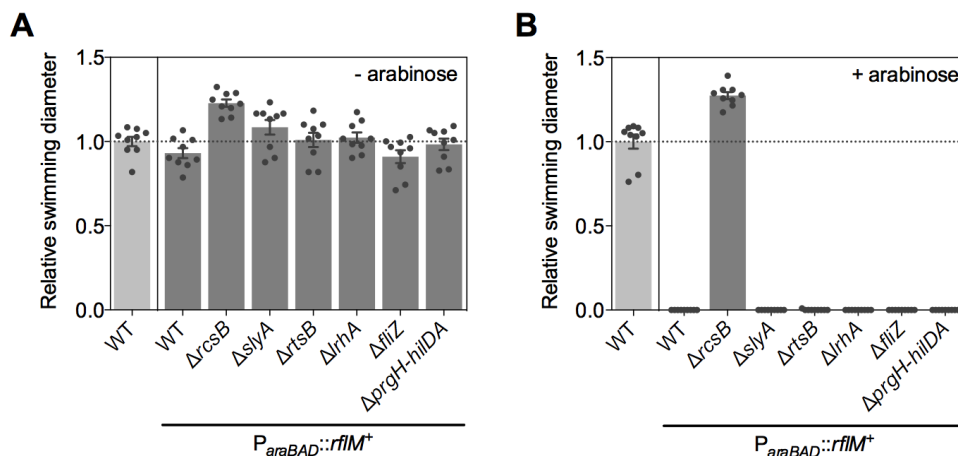 A
Relative swimming diameter
1.5
1.0
0.5
0.0
- arabinose
WT
WT
ΔrcsB
ΔslyA
ΔrtsB
ΔlrhA
ΔfliZ
ΔprgH-hilDA
ParaBAD::rflM+
B
Relative swimming diameter
1.5
1.0
0.5
0.0
+ arabinose
WT
WT
ΔrcsB
ΔslyA
ΔrtsB
ΔlrhA
ΔfliZ
ΔprgH-hilDA
ParaBAD::rflM+